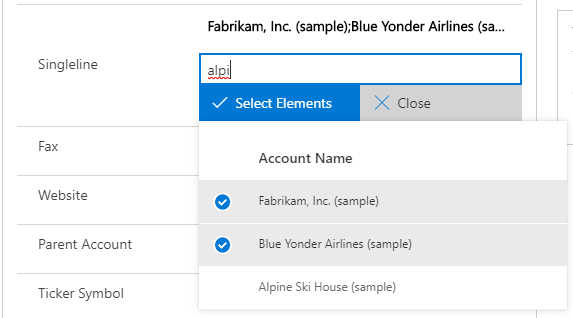 Fabrikam, Inc. (sample);Blue Yonder Airlines (sa...
Singleline
alpi
Select Elements
Close
Fax
Account Name
Website
Fabrikam, Inc. (sample)
Parent Account
Blue Yonder Airlines (sample)
Ticker Symbol
Alpine Ski House (sample)